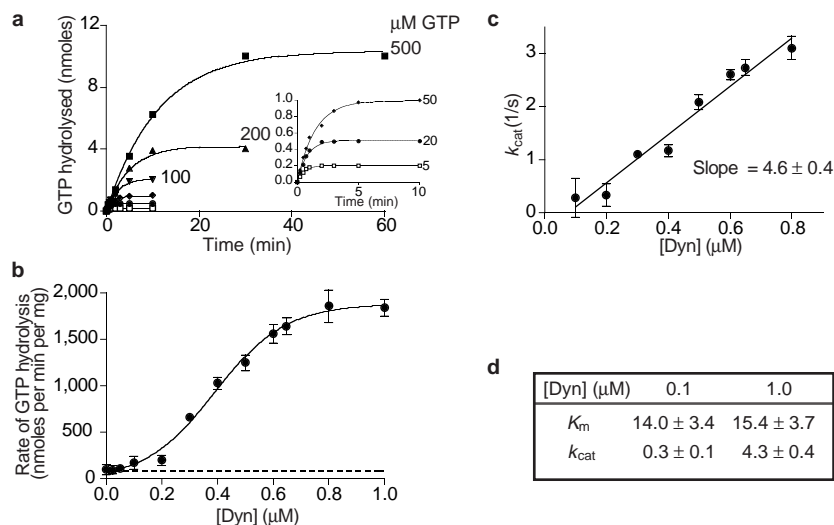 a
GTP hydrolysed (nmoles)
12
8
4
0
0 20 40 60
Time (min)
µM GTP
500
200
100
1.0
0.8
0.6
0.4
0.2
0.0
0 5 10
Time (min)
50
20
5
b
Rate of GTP hydrolysis
(nmoles per min per mg)
2,000
1,500
1,000
500
0
0.0 0.2 0.4 0.6 0.8 1.0
[Dyn] (µM)
c
kcat (1/s)
3
2
1
0
0.0 0.2 0.4 0.6 0.8 1.0
[Dyn] (µM)
Slope = 4.6 ± 0.4
d
[Dyn] (µM) 0.1 1.0
Km 14.0 ± 3.4 15.4 ± 3.7
kcat 0.3 ± 0.1 4.3 ± 0.4